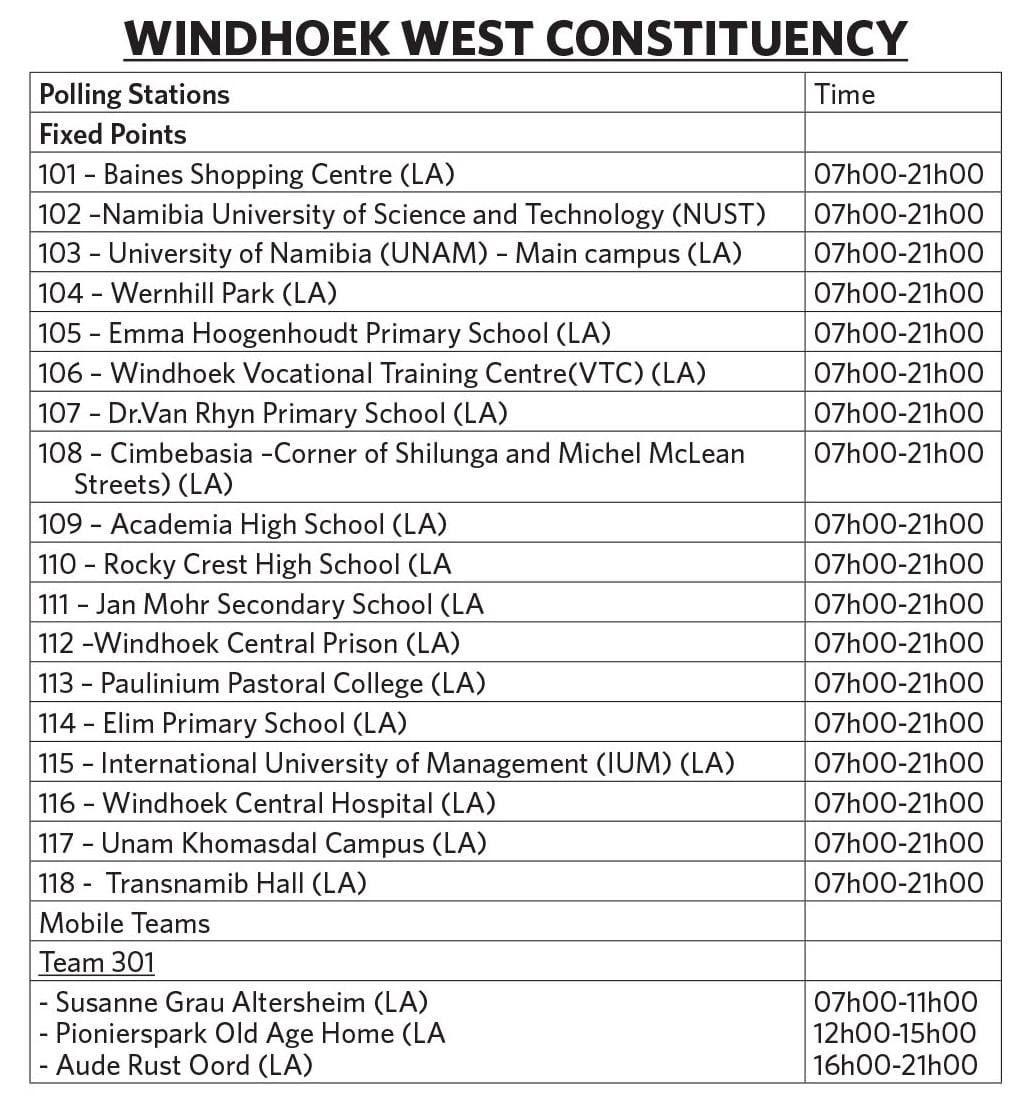 WINDHOEK WEST CONSTITUENCY
Polling Stations Time
Fixed Points
101 – Baines Shopping Centre (LA) 07h00-21h00
102 –Namibia University of Science and Technology (NUST) 07h00-21h00
103 – University of Namibia (UNAM) – Main campus (LA) 07h00-21h00
104 – Wernhill Park (LA) 07h00-21h00
105 – Emma Hoogenhoudt Primary School (LA) 07h00-21h00
106 – Windhoek Vocational Training Centre(VTC) (LA) 07h00-21h00
107 – Dr.Van Rhyn Primary School (LA) 07h00-21h00
108 – Cimbebasia –Corner of Shilunga and Michel McLean 07h00-21h00
Streets) (LA)
109 – Academia High School (LA) 07h00-21h00
110 – Rocky Crest High School (LA 07h00-21h00
111 – Jan Mohr Secondary School (LA 07h00-21h00
112 –Windhoek Central Prison (LA) 07h00-21h00
113 – Paulinium Pastoral College (LA) 07h00-21h00
114 – Elim Primary School (LA) 07h00-21h00
115 – International University of Management (IUM) (LA) 07h00-21h00
116 – Windhoek Central Hospital (LA) 07h00-21h00
117 – Unam Khomasdal Campus (LA) 07h00-21h00
118 -  Transnamib Hall (LA) 07h00-21h00
Mobile Teams
Team 301
- Susanne Grau Altersheim (LA) 07h00-11h00
- Pionierspark Old Age Home (LA 12h00-15h00
- Aude Rust Oord (LA) 16h00-21h00